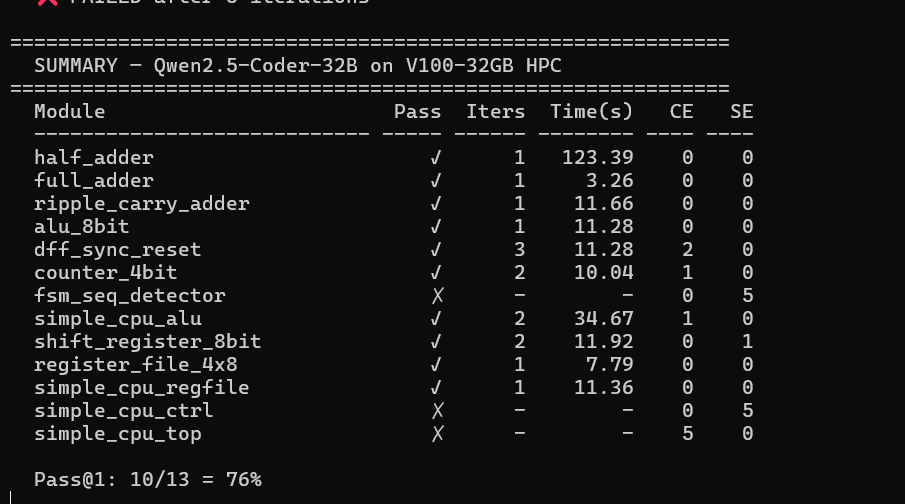 ❌ FAILED after 6 iterations
============================================================
SUMMARY — Qwen2.5-Coder-32B on V100-32GB HPC
============================================================
Module Pass Iters Time(s) CE SE
---------------------------- ----- ------ -------- ---- ----
half_adder ✓ 1 123.39 0 0
full_adder ✓ 1 3.26 0 0
ripple_carry_adder ✓ 1 11.66 0 0
alu_8bit ✓ 1 11.28 0 0
dff_sync_reset ✓ 3 11.28 2 0
counter_4bit ✓ 2 10.04 1 0
fsm_seq_detector ✗ — — 0 5
simple_cpu_alu ✓ 2 34.67 1 0
shift_register_8bit ✓ 2 11.92 0 1
register_file_4x8 ✓ 1 7.79 0 0
simple_cpu_regfile ✓ 1 11.36 0 0
simple_cpu_ctrl ✗ — — 0 5
simple_cpu_top ✗ — — 5 0
Pass@1: 10/13 = 76%